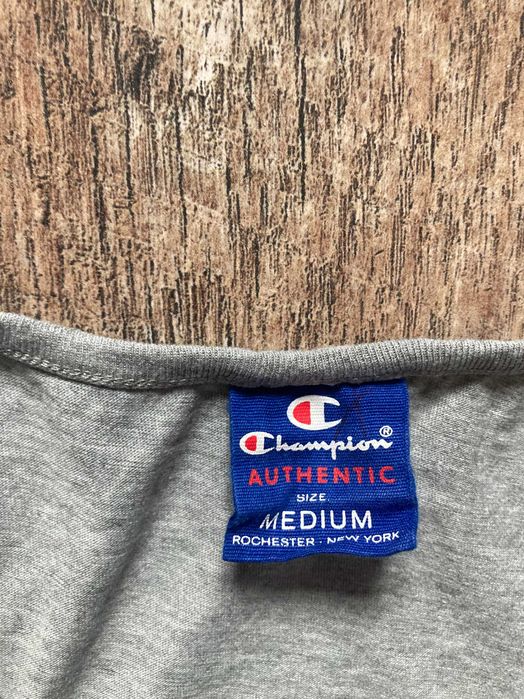 Champion®
AUTHENTIC
SIZE
MEDIUM
ROCHESTER · NEW YORK